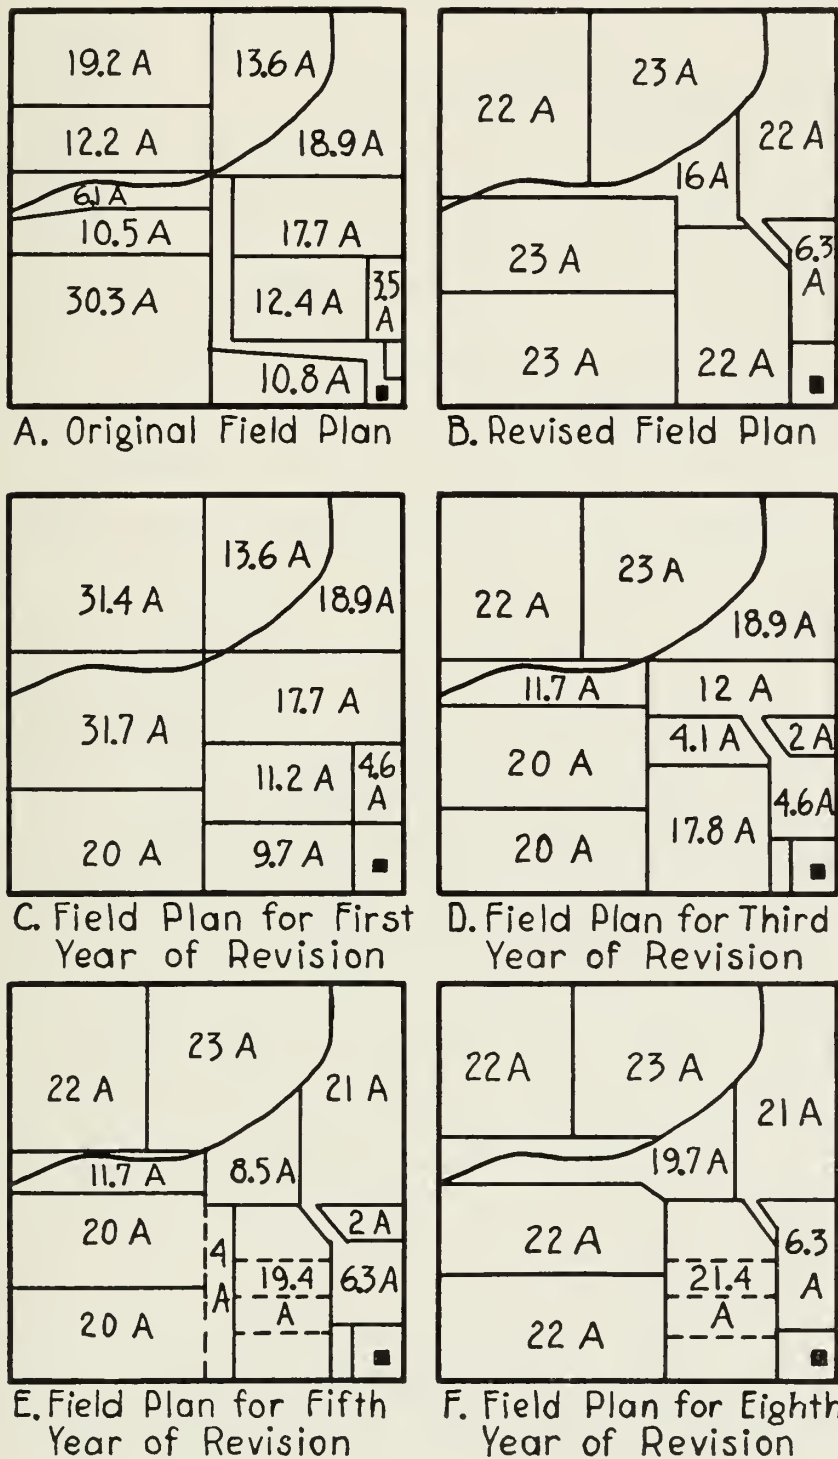 19.2 A
13.6 A
12.2 A
18.9 A
6.1 A
10.5 A
17.7 A
30.3 A
12.4 A
3.5
A
10.8 A
A. Original Field Plan
22 A
23 A
22 A
16 A
23 A
6.3
A
23 A
22 A
B. Revised Field Plan
31.4 A
13.6 A
18.9 A
31.7 A
17.7 A
11.2 A
4.6
A
20 A
9.7 A
C. Field Plan for First
Year of Revision
22 A
23 A
18.9 A
11.7 A
12 A
20 A
4.1 A
2 A
4.6 A
20 A
17.8 A
D. Field Plan for Third
Year of Revision
22 A
23 A
21 A
11.7 A
8.5 A
20 A
4
A
2 A
19.4
A
6.3 A
20 A
E. Field Plan for Fifth
Year of Revision
22 A
23 A
21 A
19.7 A
22 A
6.3
A
21.4
A
22 A
F. Field Plan for Eighth
Year of Revision